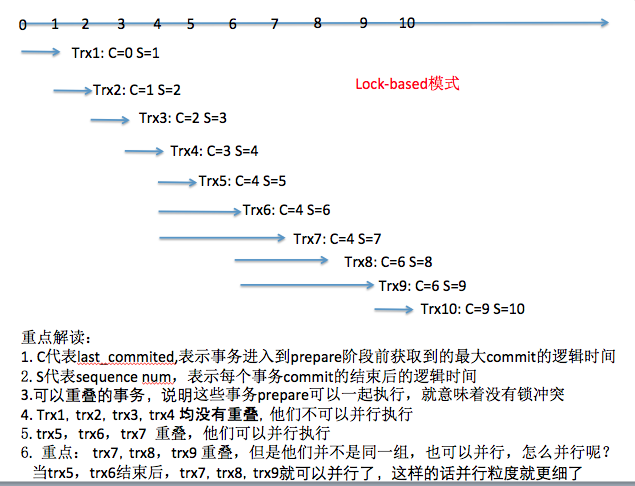 0 1 2 3 4 5 6 7 8 9 10
Trx1: C=0 S=1
Lock-based模式
Trx2: C=1 S=2
Trx3: C=2 S=3
Trx4: C=3 S=4
Trx5: C=4 S=5
Trx6: C=4 S=6
Trx7: C=4 S=7
Trx8: C=6 S=8
Trx9: C=6 S=9
Trx10: C=9 S=10
重点解读：
1. C代表last_commited,表示事务进入到prepare阶段前获取到的最大commit的逻辑时间
2. S代表sequence num，表示每个事务commit的结束后的逻辑时间
3.可以重叠的事务，说明这些事务prepare可以一起执行，就意味着没有锁冲突
4. Trx1, trx2, trx3, trx4 均没有重叠, 他们不可以并行执行
5. trx5，trx6，trx7 重叠，他们可以并行执行
6. 重点： trx7, trx8，trx9 重叠，但是他们并不是同一组，也可以并行，怎么并行呢？
当trx5，trx6结束后，trx7, trx8, trx9就可以并行了，这样的话并行粒度就更细了